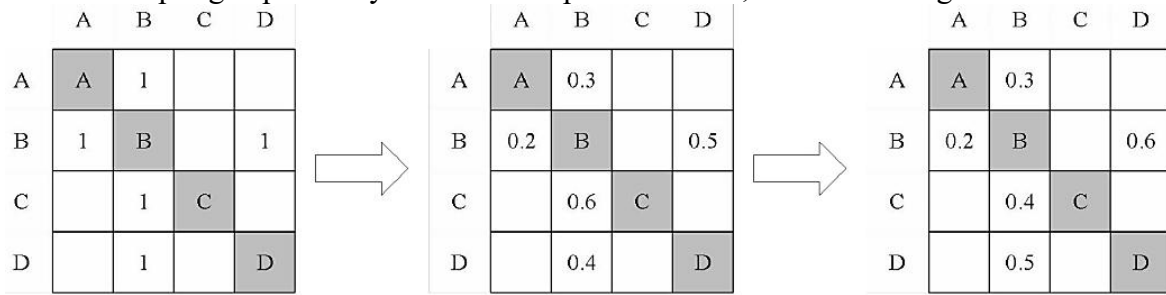 A B C D A B C D A B C D
A A 1 A A 0.3 A A 0.3
B 1 B 1 B 0.2 B 0.5 B 0.2 B 0.6
C 1 C C 0.6 C C 0.4 C
D 1 D D 0.4 D D 0.5 D